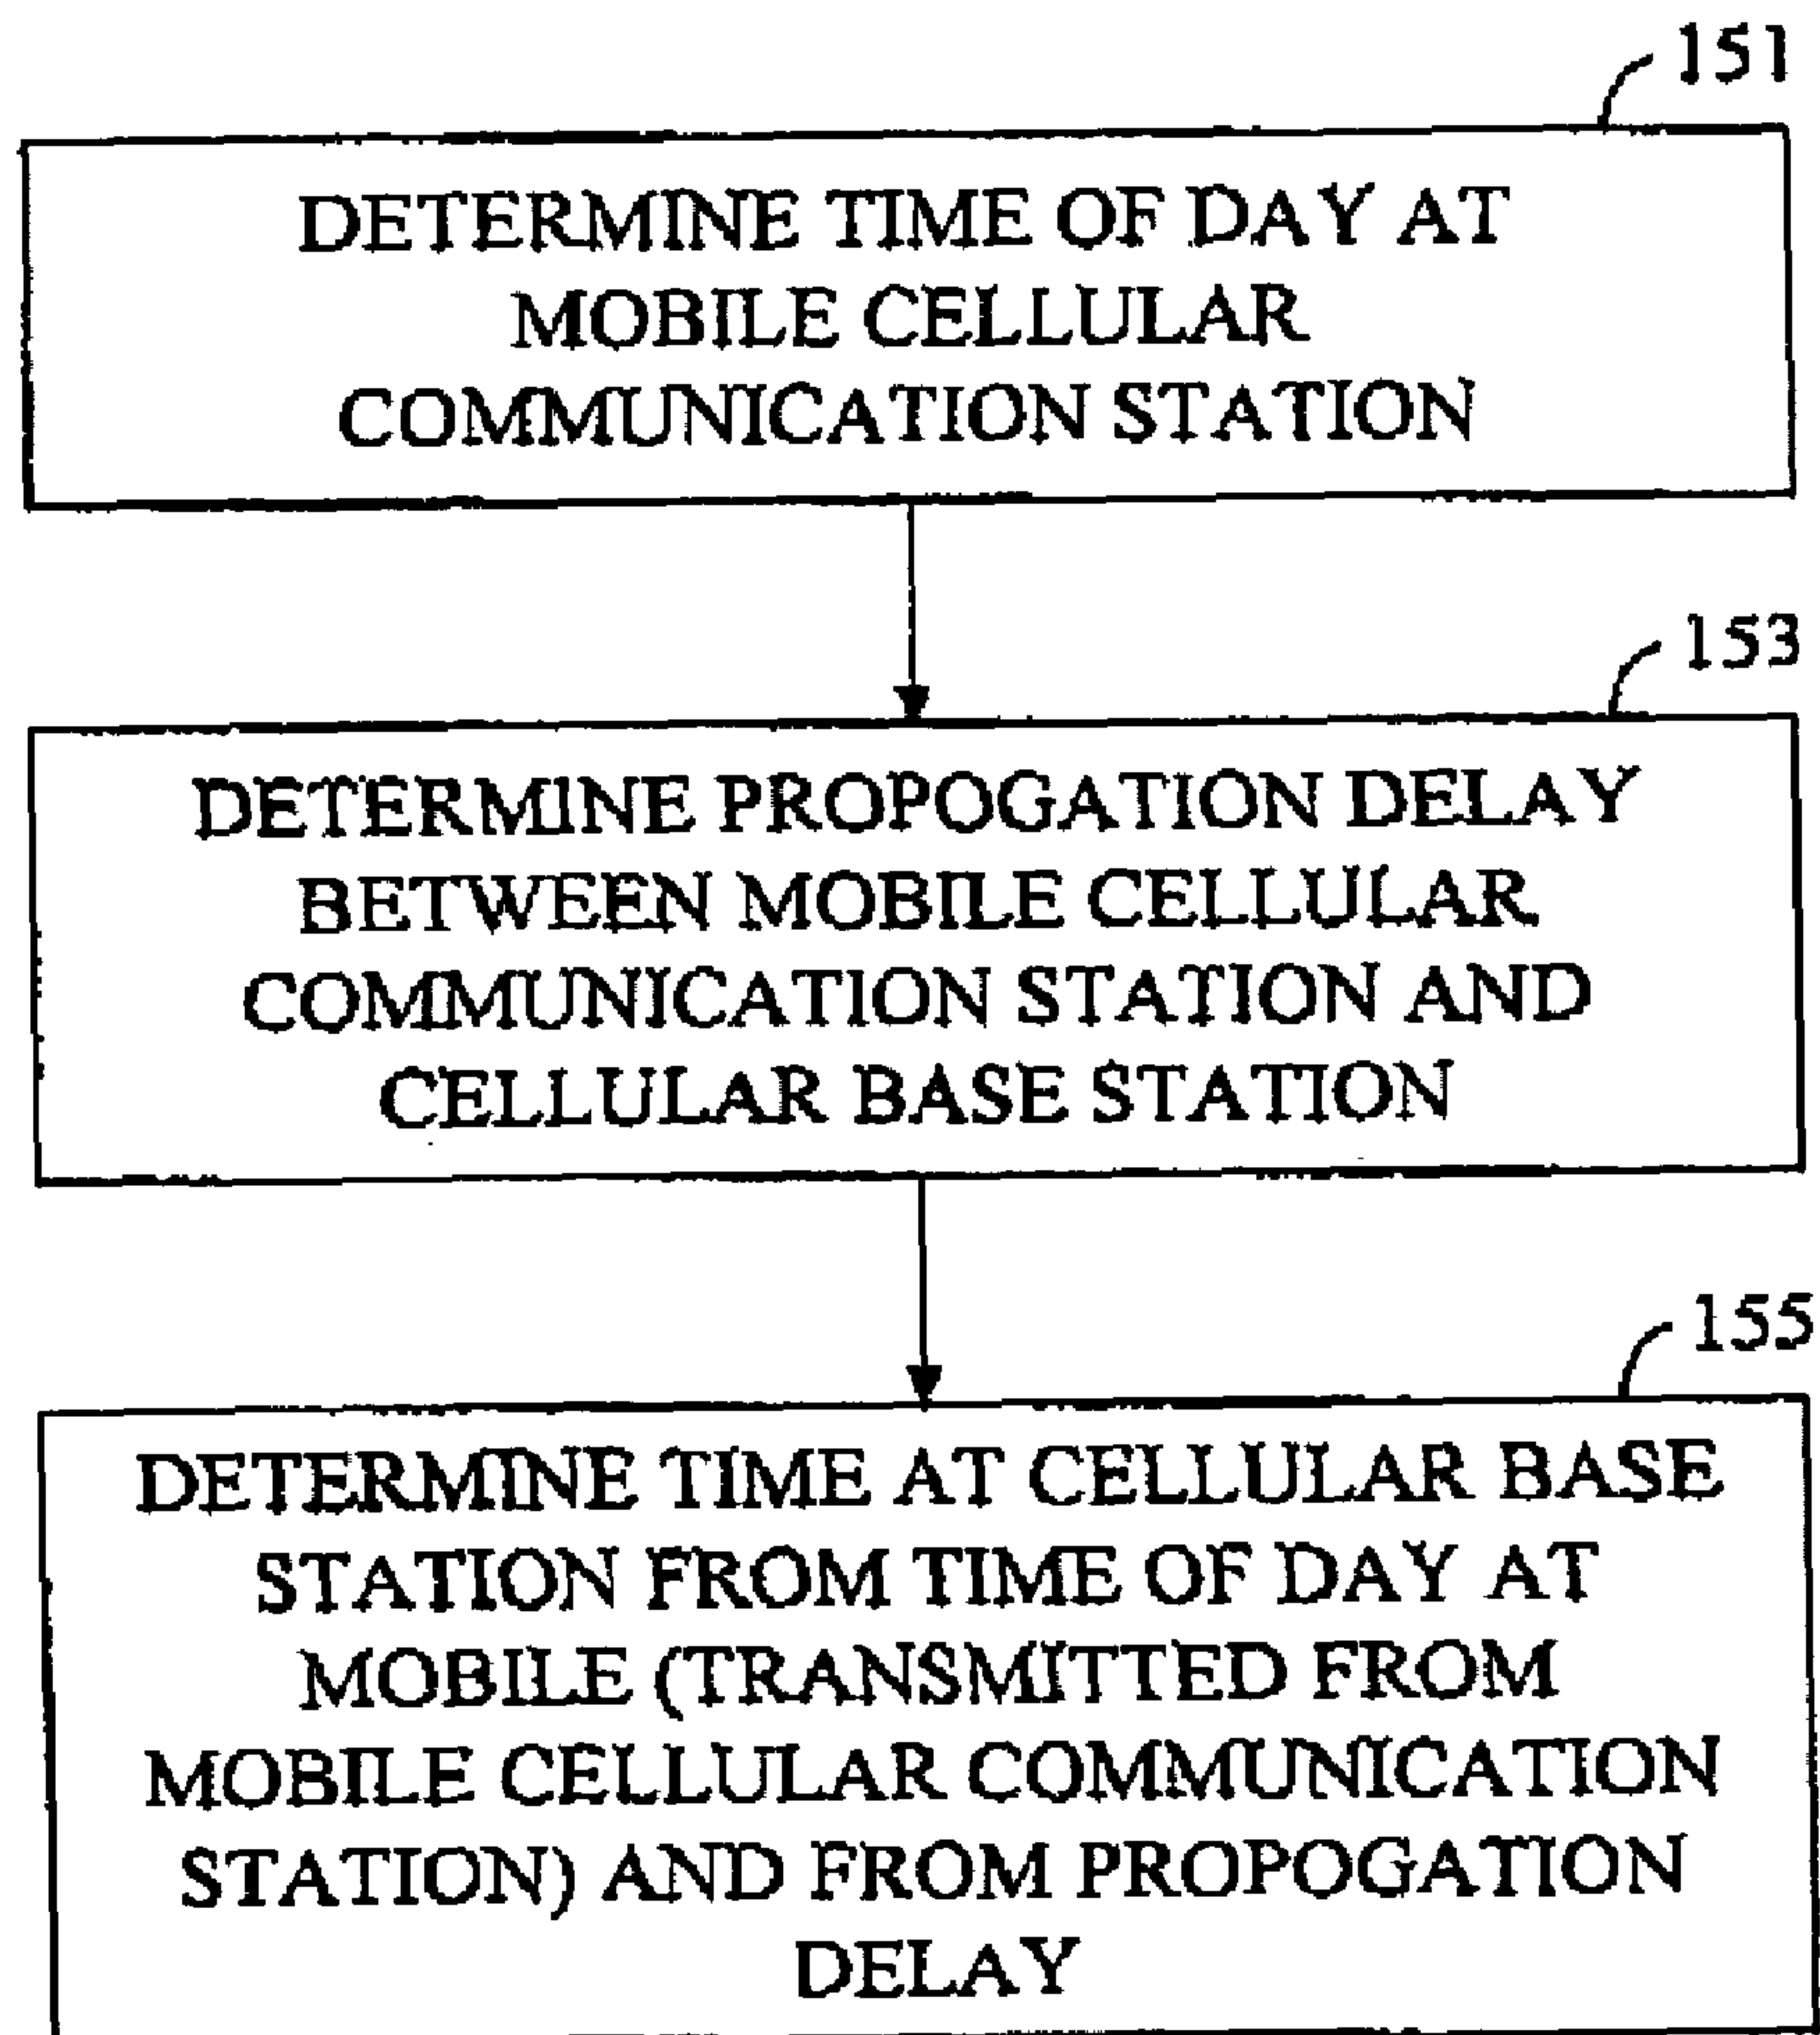 151
DETERMINE TIME OF DAY AT
MOBILE CELLULAR
COMMUNICATION STATION
153
DETERMINE PROPOGATION DELAY
BETWEEN MOBILE CELLULAR
COMMUNICATION STATION AND
CELLULAR BASE STATION
155
DETERMINE TIME AT CELLULAR BASE
STATION FROM TIME OF DAY AT
MOBILE (TRANSMITTED FROM
MOBILE CELLULAR COMMUNICATION
STATION) AND FROM PROPOGATION
DELAY